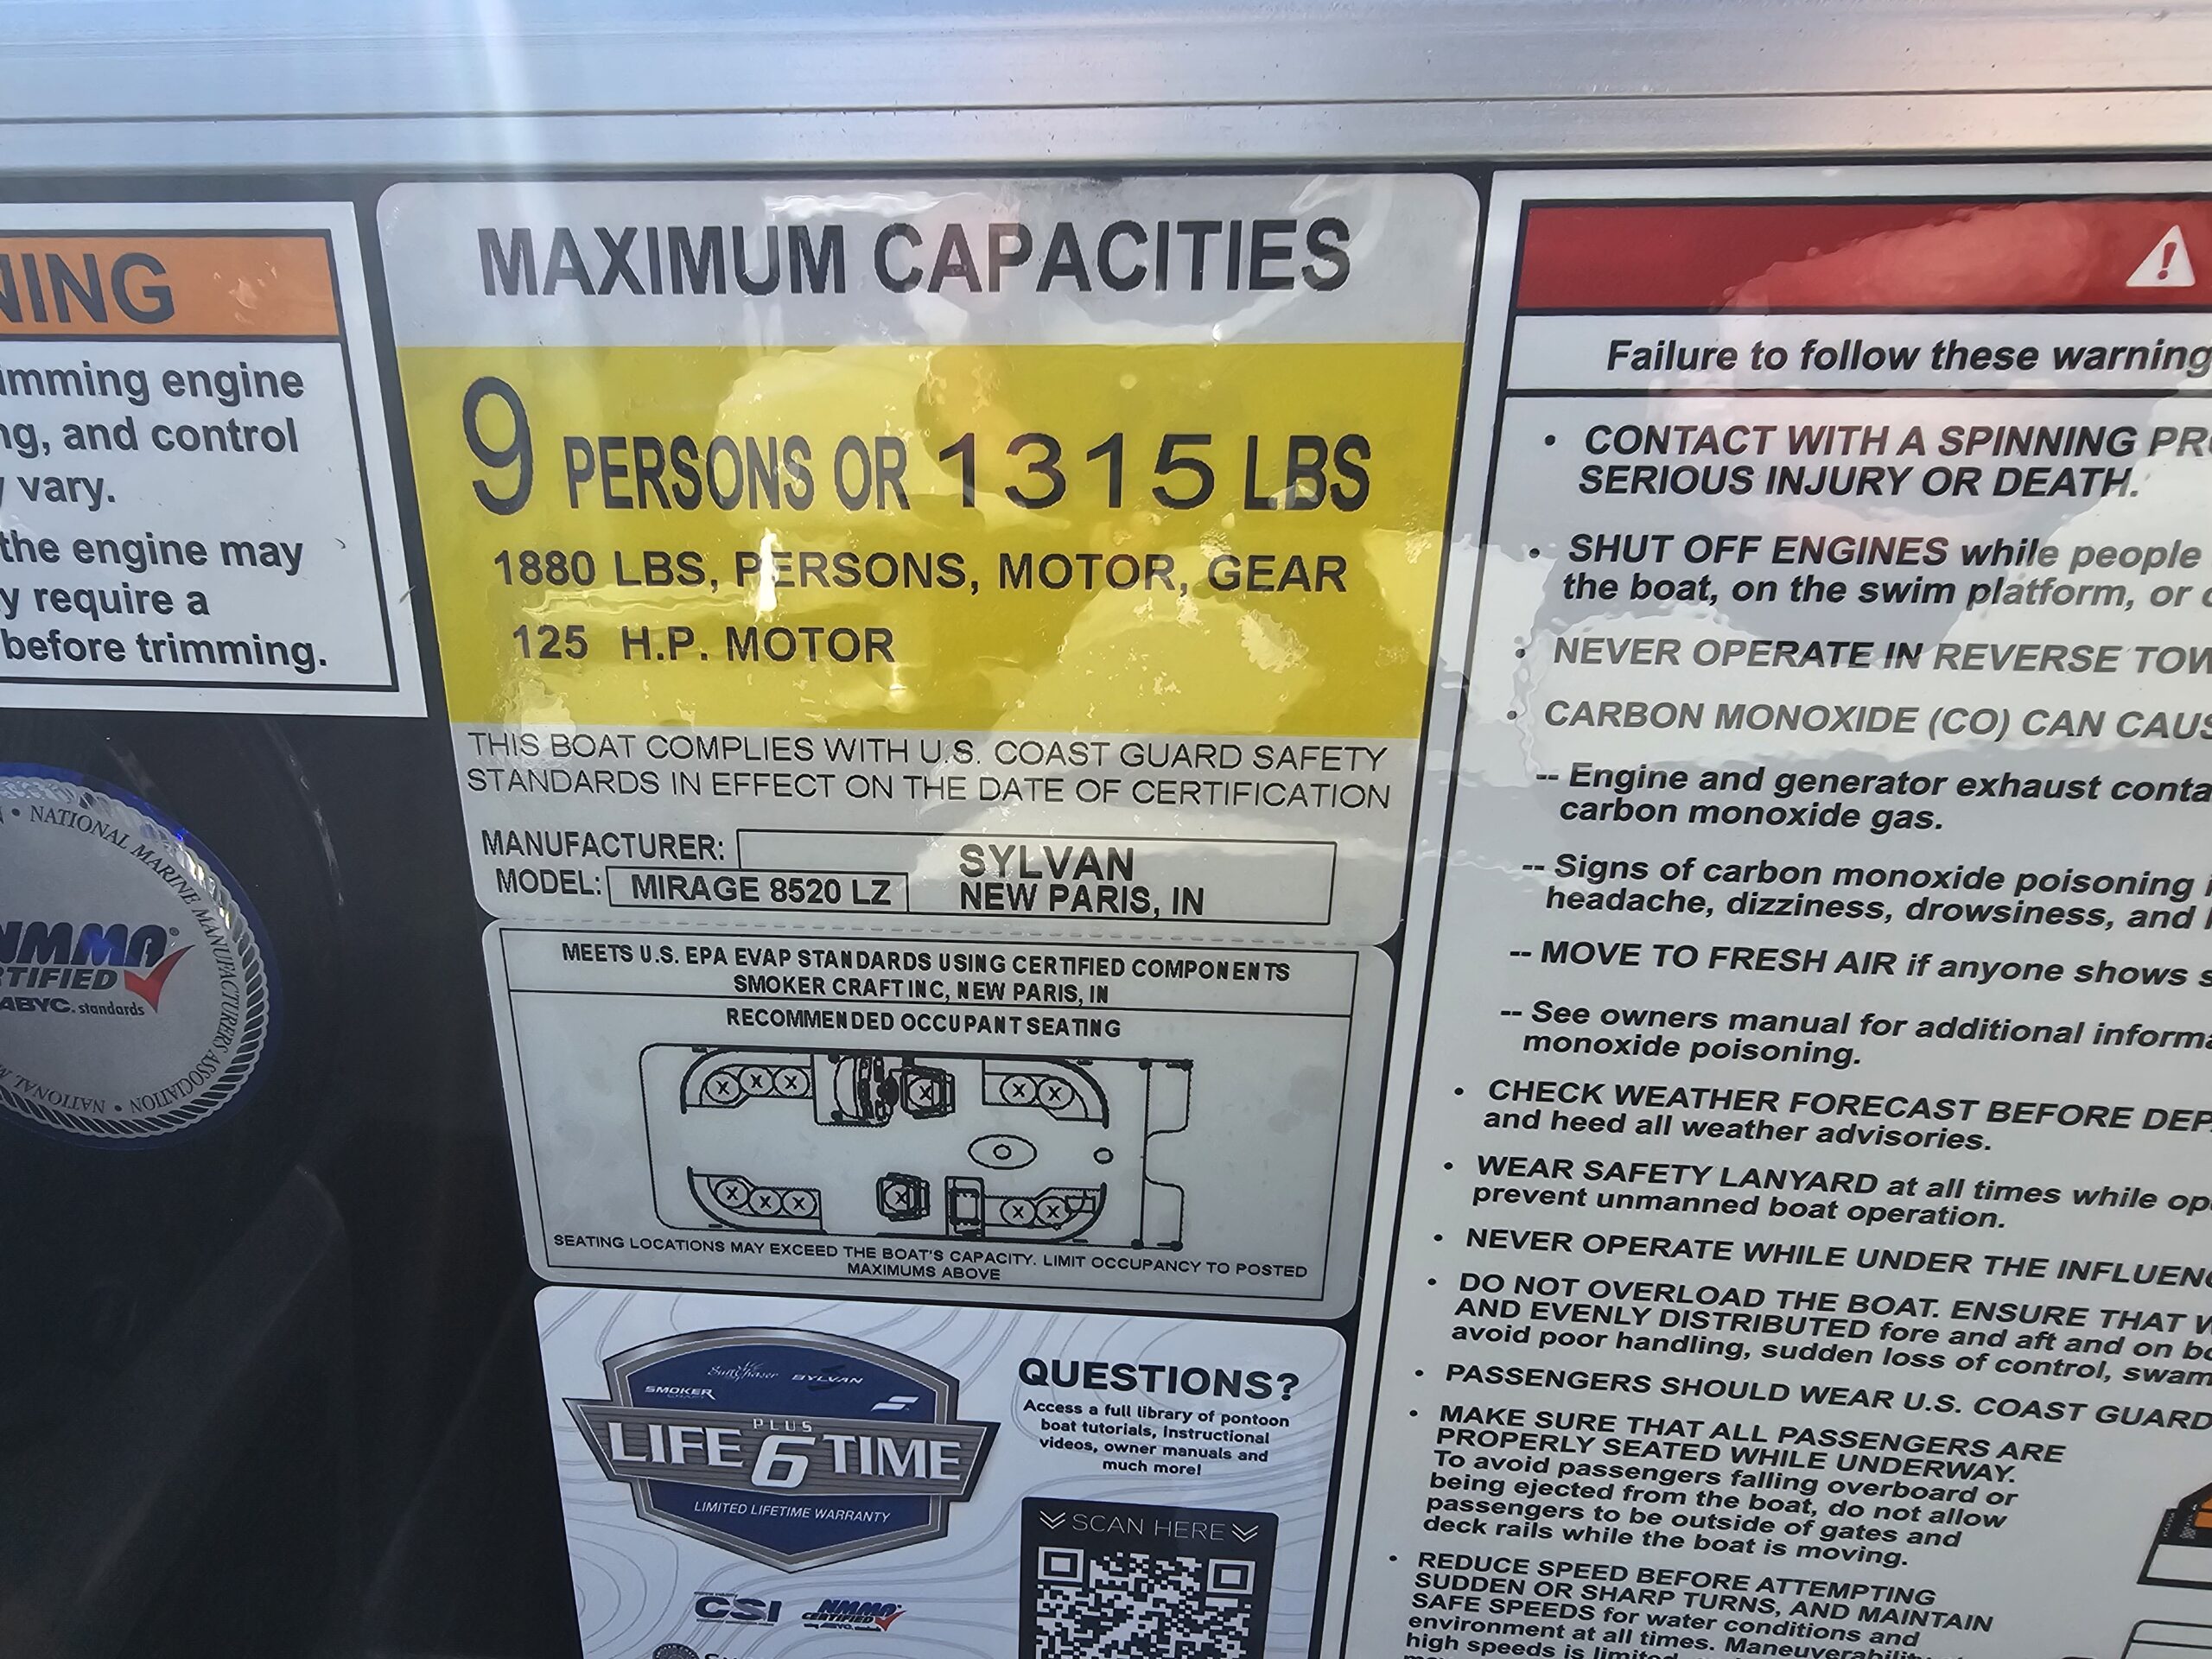 NING
imming engine
ng, and control
vary.
the engine may
y require a
before trimming.
• NATIONAL MARINE MANUFACTURERS ASSOCIATION • NATIONAL
NMMA
RTIFIED
ABYC. standards
MAXIMUM CAPACITIES
9 PERSONS OR 1315 LBS
1880 LBS, PERSONS, MOTOR, GEAR
125 H.P. MOTOR
THIS BOAT COMPLIES WITH U.S. COAST GUARD SAFETY
STANDARDS IN EFFECT ON THE DATE OF CERTIFICATION
MANUFACTURER: SYLVAN
MODEL: MIRAGE 8520 LZ NEW PARIS, IN
MEETS U.S. EPA EVAP STANDARDS USING CERTIFIED COMPONENTS
SMOKER CRAFT INC, NEW PARIS, IN
RECOMMENDED OCCUPANT SEATING
SEATING LOCATIONS MAY EXCEED THE BOAT'S CAPACITY. LIMIT OCCUPANCY TO POSTED
MAXIMUMS ABOVE
SunChaser SYLVAN
SMOKER
CRAFT
PLUS
LIFE 6 TIME
LIMITED LIFETIME WARRANTY
CSI
NMMA
CERTIFIED
QUESTIONS?
Access a full library of pontoon
boat tutorials, instructional
videos, owner manuals and
much more!
SCAN HERE
Failure to follow these warning
• CONTACT WITH A SPINNING PR
SERIOUS INJURY OR DEATH.
• SHUT OFF ENGINES while people
the boat, on the swim platform, or
• NEVER OPERATE IN REVERSE TOW
• CARBON MONOXIDE (CO) CAN CAUS
-- Engine and generator exhaust conta
carbon monoxide gas.
-- Signs of carbon monoxide poisoning
headache, dizziness, drowsiness, and
-- MOVE TO FRESH AIR if anyone shows s
-- See owners manual for additional informa
monoxide poisoning.
• CHECK WEATHER FORECAST BEFORE DEP
and heed all weather advisories.
• WEAR SAFETY LANYARD at all times while op
prevent unmanned boat operation.
• NEVER OPERATE WHILE UNDER THE INFLUENC
• DO NOT OVERLOAD THE BOAT. ENSURE THAT W
AND EVENLY DISTRIBUTED fore and aft and on bo
avoid poor handling, sudden loss of control, swam
• PASSENGERS SHOULD WEAR U.S. COAST GUARD
• MAKE SURE THAT ALL PASSENGERS ARE
PROPERLY SEATED WHILE UNDERWAY.
To avoid passengers falling overboard or
being ejected from the boat, do not allow
passengers to be outside of gates and
deck rails while the boat is moving.
• REDUCE SPEED BEFORE ATTEMPTING
SUDDEN OR SHARP TURNS, AND MAINTAIN
SAFE SPEEDS for water conditions and
environment at all times. Maneuverabili
high speeds is limited